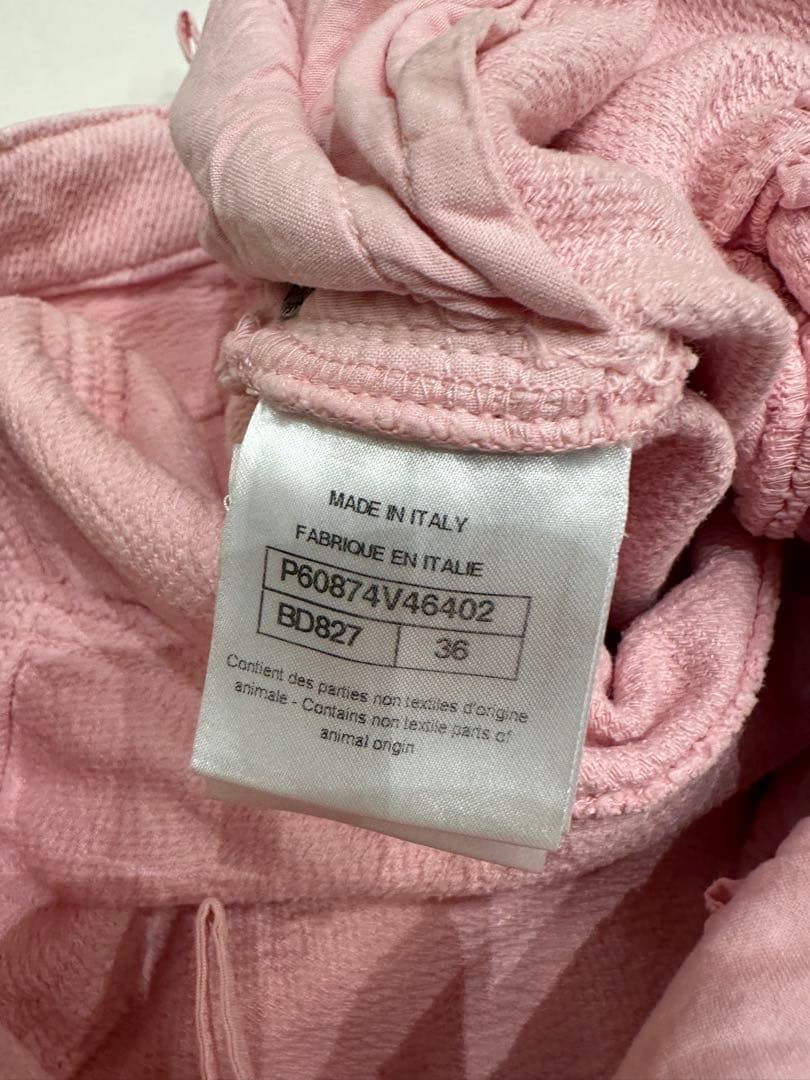 MADE IN ITALY
FABRIQUE EN ITALIE
P60874V46402
BD827 36
Contient des parties non textiles d'origine
animale - Contains non textile parts of
animal origin